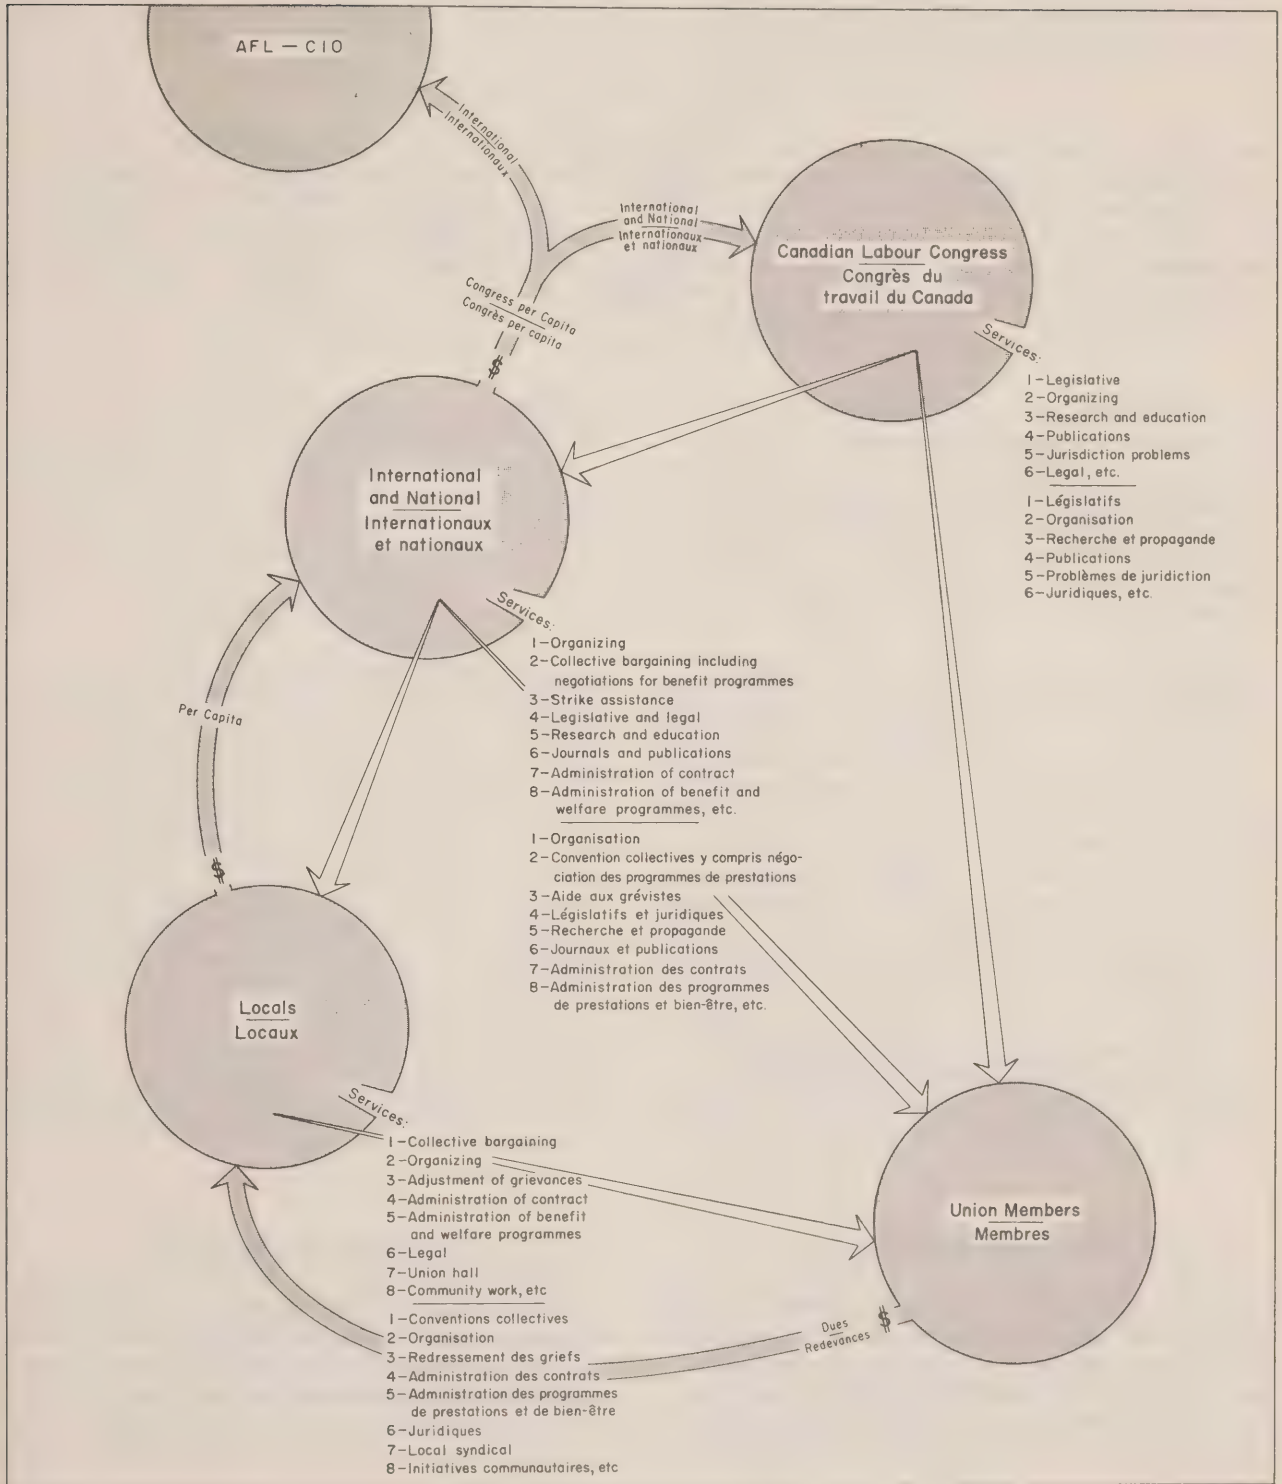 AFL — CIO
International
Internationaux
International
and National
Internationaux
et nationaux
Canadian Labour Congress
Congrès du
travail du Canada
Congress per Capita
Congrès per capita
$
Services:
1-Legislative
2-Organizing
3-Research and education
4-Publications
5-Jurisdiction problems
6-Legal, etc.
1-Législatifs
2-Organisation
3-Recherche et propagande
4-Publications
5-Problèmes de juridiction
6-Juridiques, etc.
International
and National
Internationaux
et nationaux
Services:
1-Organizing
2-Collective bargaining including
negotiations for benefit programmes
3-Strike assistance
4-Legislative and legal
5-Research and education
6-Journals and publications
7-Administration of contract
8-Administration of benefit and
welfare programmes, etc.
1-Organisation
2-Convention collectives y compris négo-
ciation des programmes de prestations
3-Aide aux grévistes
4-Législatifs et juridiques
5-Recherche et propagande
6-Journaux et publications
7-Administration des contrats
8-Administration des programmes
de prestations et bien-être, etc.
Per Capita
$
Locals
Locaux
Services:
1-Collective bargaining
2-Organizing
3-Adjustment of grievances
4-Administration of contract
5-Administration of benefit
and welfare programmes
6-Legal
7-Union hall
8-Community work, etc
1-Conventions collectives
2-Organisation
3-Redressement des griefs
4-Administration des contrats
5-Administration des programmes
de prestations et de bien-être
6-Juridiques
7-Local syndical
8-Initiatives communautaires, etc
Union Members
Membres
$
Dues
Redevances